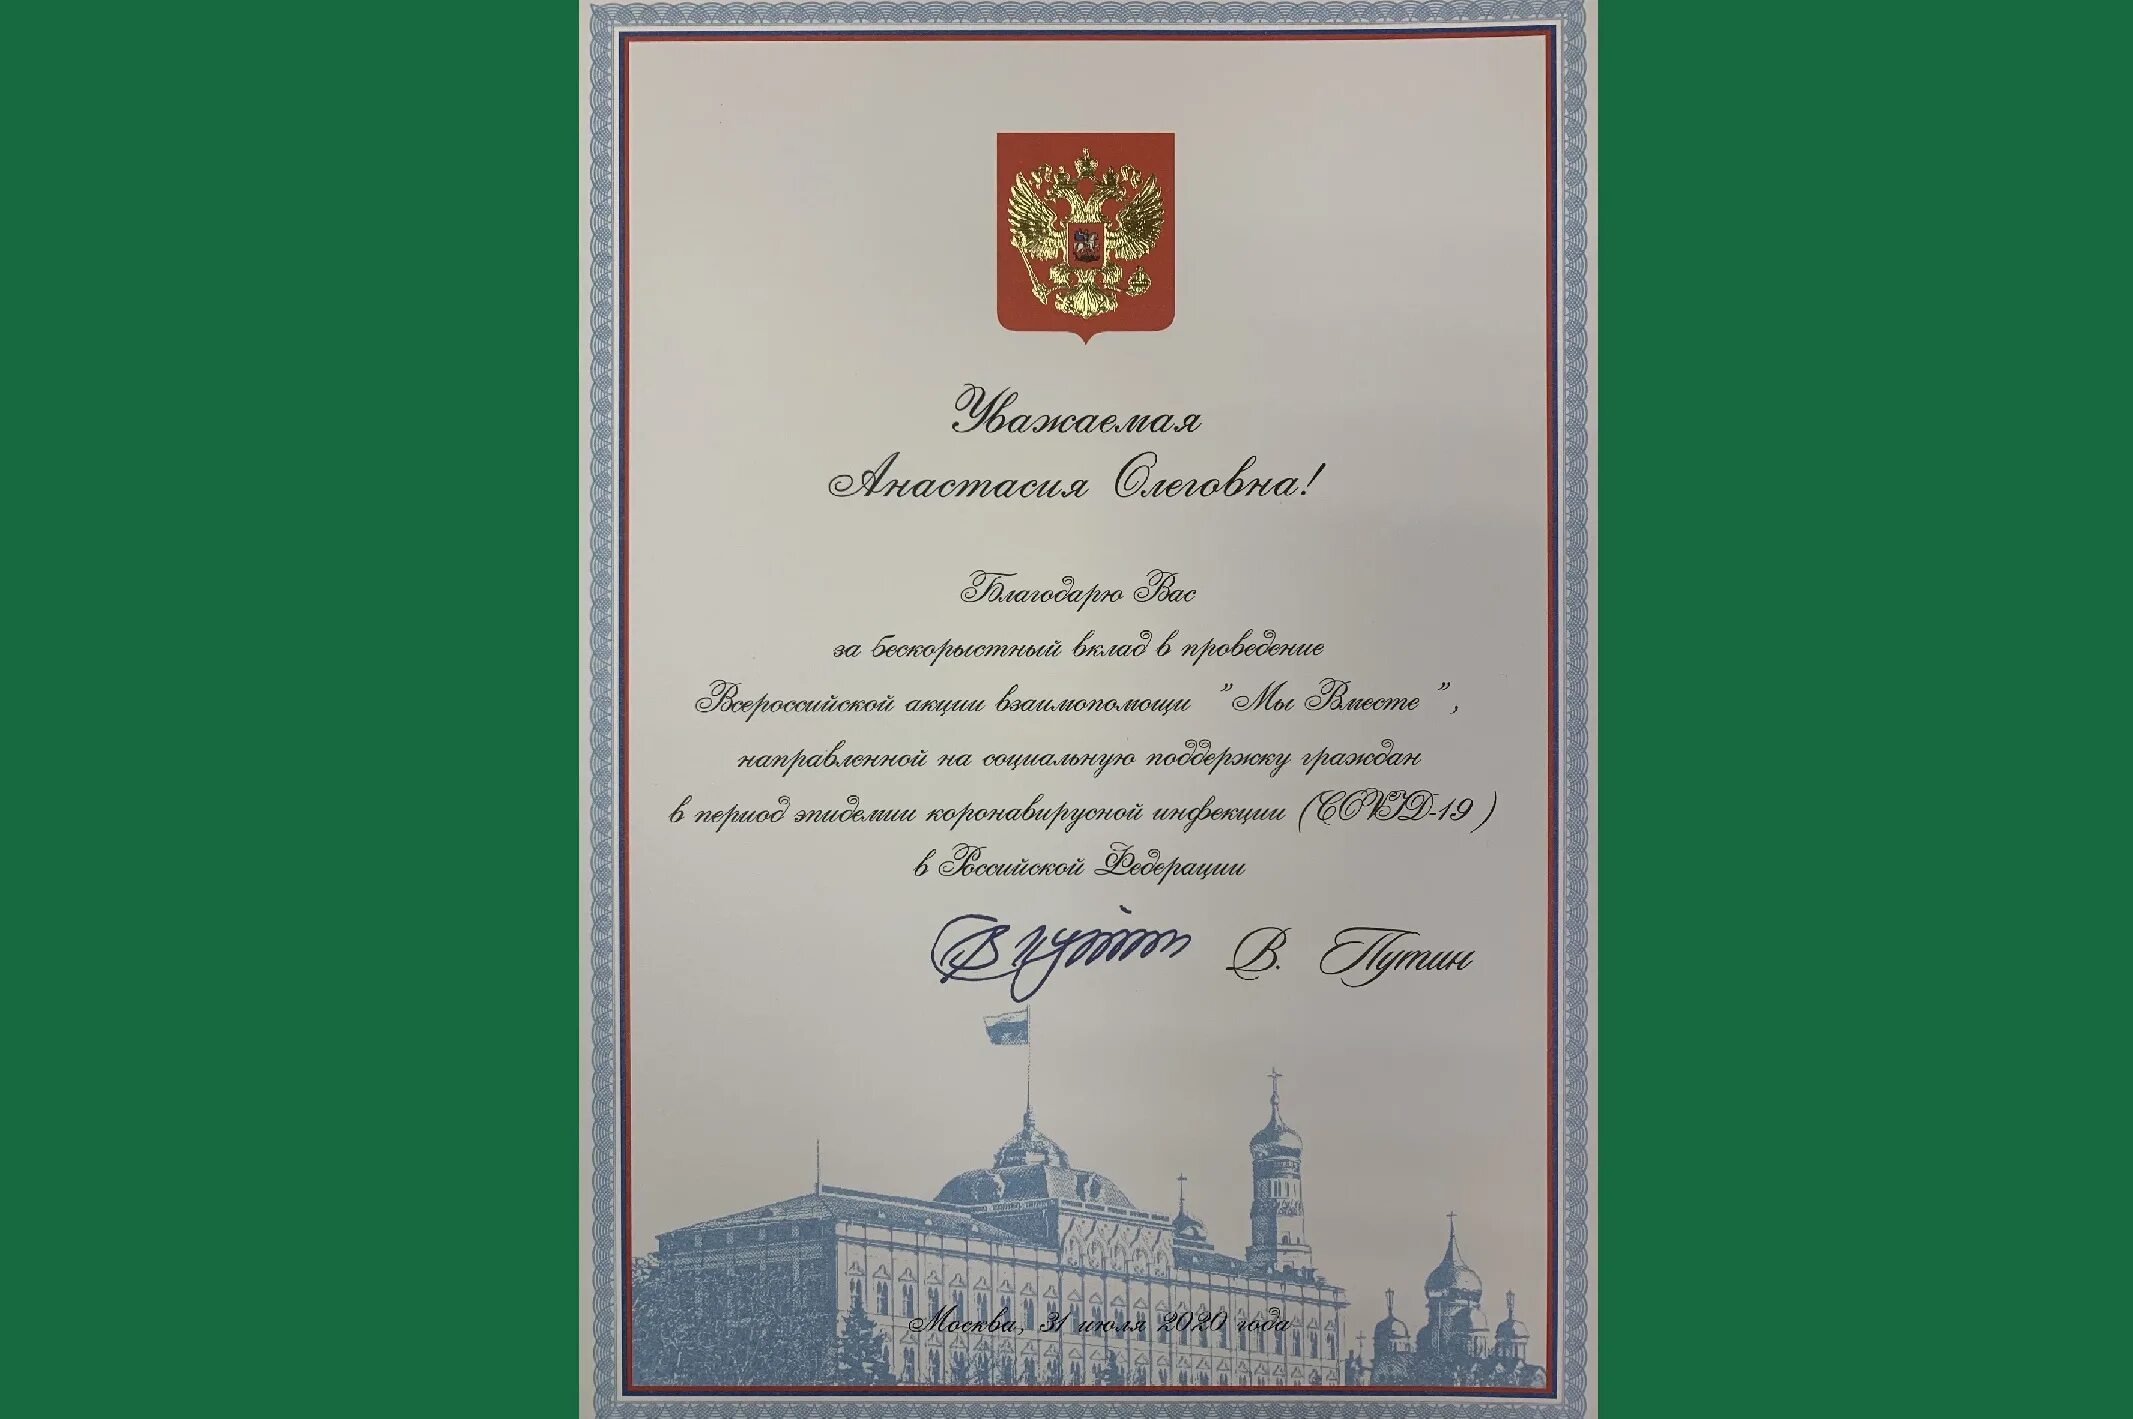 Уважаемая
Анастасия Олеговна!
Благодарю Вас
за бескорыстный вклад в проведение
Всероссийской акции взаимопомощи "Мы Вместе",
направленной на социальную поддержку граждан
в период эпидемии коронавирусной инфекции (COVID-19)
в Российской Федерации
В. Путин
Москва, 31 июля 2020 года